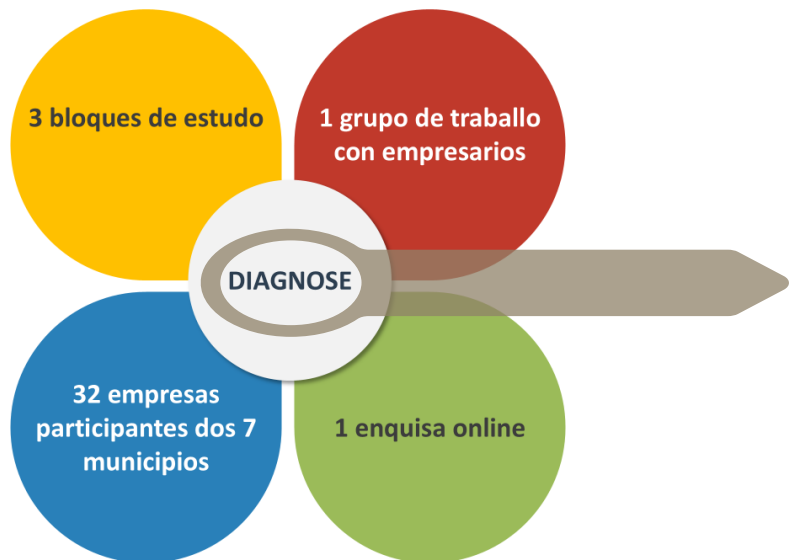 3 bloques de estudo
1 grupo de traballo
con empresarios
DIAGNOSE
32 empresas
participantes dos 7
municipios
1 enquisa online